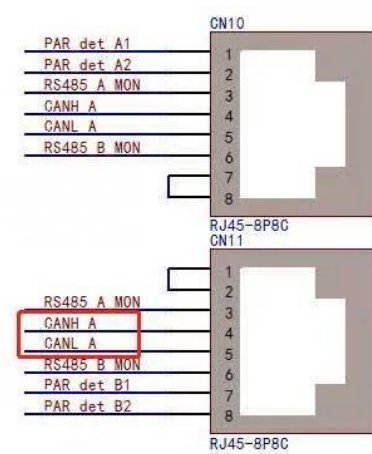 CN10
PAR det A1
1
PAR det A2
2
RS485 A MON
3
CANH A
4
CANL A
5
RS485 B MON
6
7
8
RJ45-8P8C
CN11
1
2
RS485 A MON
3
CANH A
4
CANL A
5
RS485 B MON
6
PAR det B1
7
PAR det B2
8
RJ45-8P8C